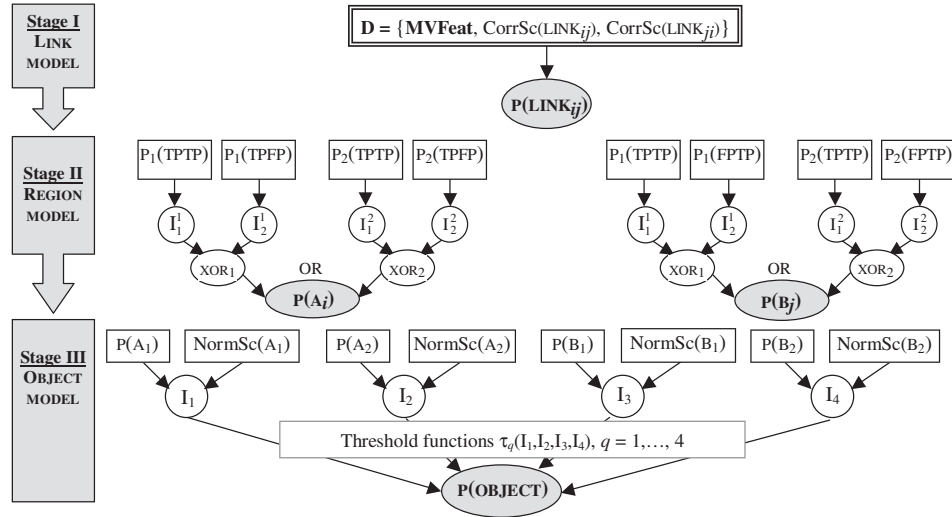 Stage I
LINK
MODEL
D = {MVFeat, CorrSc(LINKij), CorrSc(LINKji)}
P(LINKij)
Stage II
REGION
MODEL
P1(TPTP) P1(TPFP) P2(TPTP) P2(TPFP) P1(TPTP) P1(FPTP) P2(TPTP) P2(FPTP)
I₁¹ I₂¹ I₁² I₂² I₁¹ I₂¹ I₁² I₂²
XOR1 OR XOR2 XOR1 OR XOR2
P(Ai) P(Bj)
Stage III
OBJECT
MODEL
P(A1) NormSc(A1) P(A2) NormSc(A2) P(B1) NormSc(B1) P(B2) NormSc(B2)
I1 I2 I3 I4
Threshold functions τq(I1,I2,I3,I4), q = 1,…, 4
P(OBJECT)